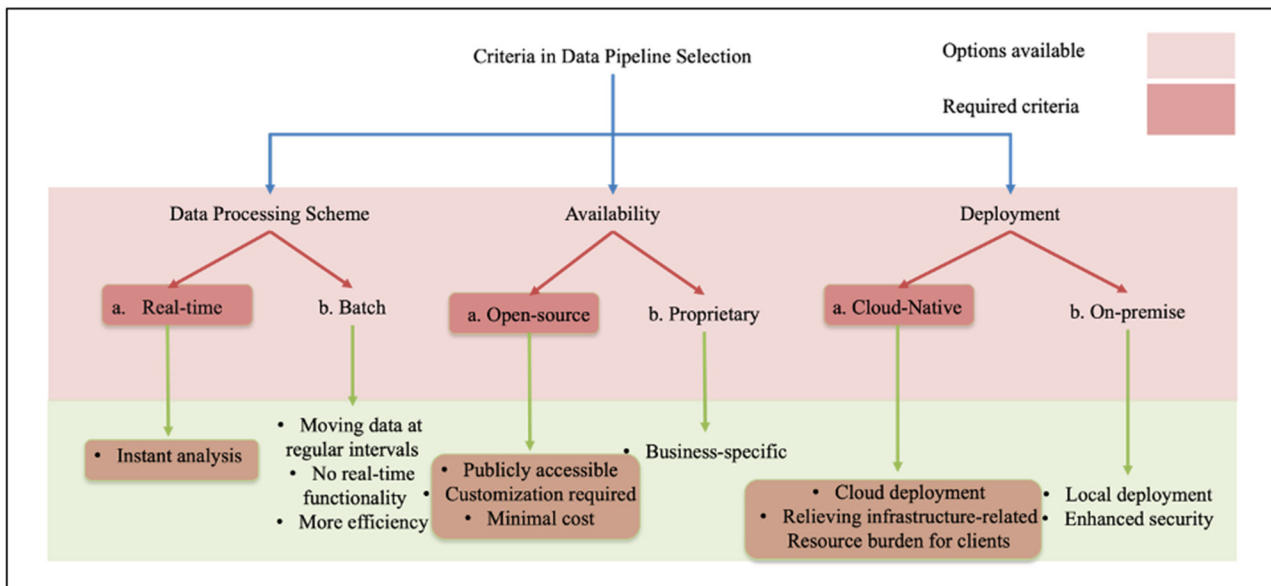 Criteria in Data Pipeline Selection
Options available
Required criteria
Data Processing Scheme
Availability
Deployment
a. Real-time
b. Batch
a. Open-source
b. Proprietary
a. Cloud-Native
b. On-premise
• Instant analysis
• Moving data at
regular intervals
• No real-time
functionality
• More efficiency
• Publicly accessible
• Customization required
• Minimal cost
• Business-specific
• Cloud deployment
• Relieving infrastructure-related
Resource burden for clients
• Local deployment
• Enhanced security